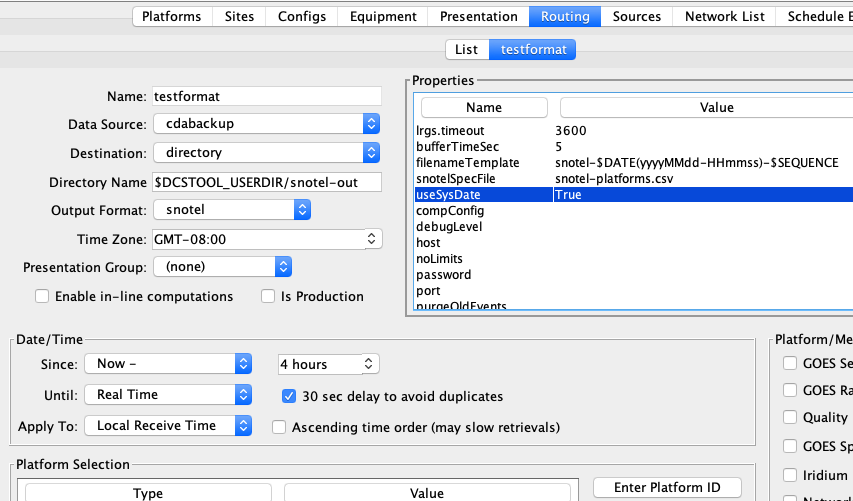 Platforms Sites Configs Equipment Presentation Routing Sources Network List Schedule E
List testformat
Name: testformat
Data Source: cdabackup
Destination: directory
Directory Name $DCSTOOL_USERDIR/snotel-out
Output Format: snotel
Time Zone: GMT-08:00
Presentation Group: (none)
Enable in-line computations Is Production
Properties
Name Value
lrgs.timeout 3600
bufferTimeSec 5
filenameTemplate snotel-$DATE(yyyyMMdd-HHmmss)-$SEQUENCE
snotelSpecFile snotel-platforms.csv
useSysDate True
compConfig
debugLevel
host
noLimits
password
port
purgeOldEvents
Date/Time
Since: Now - 4 hours
Until: Real Time 30 sec delay to avoid duplicates
Apply To: Local Receive Time Ascending time order (may slow retrievals)
Platform/Me
GOES Se
GOES Ra
Quality
GOES Sp
Iridium
Platform Selection
Type Value
Enter Platform ID